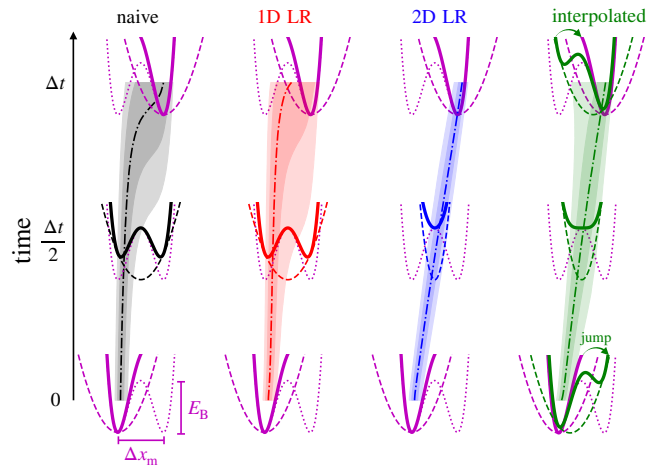 naive
1D LR
2D LR
interpolated
Δt
time
Δt
2
jump
0
E_B
Δx_m